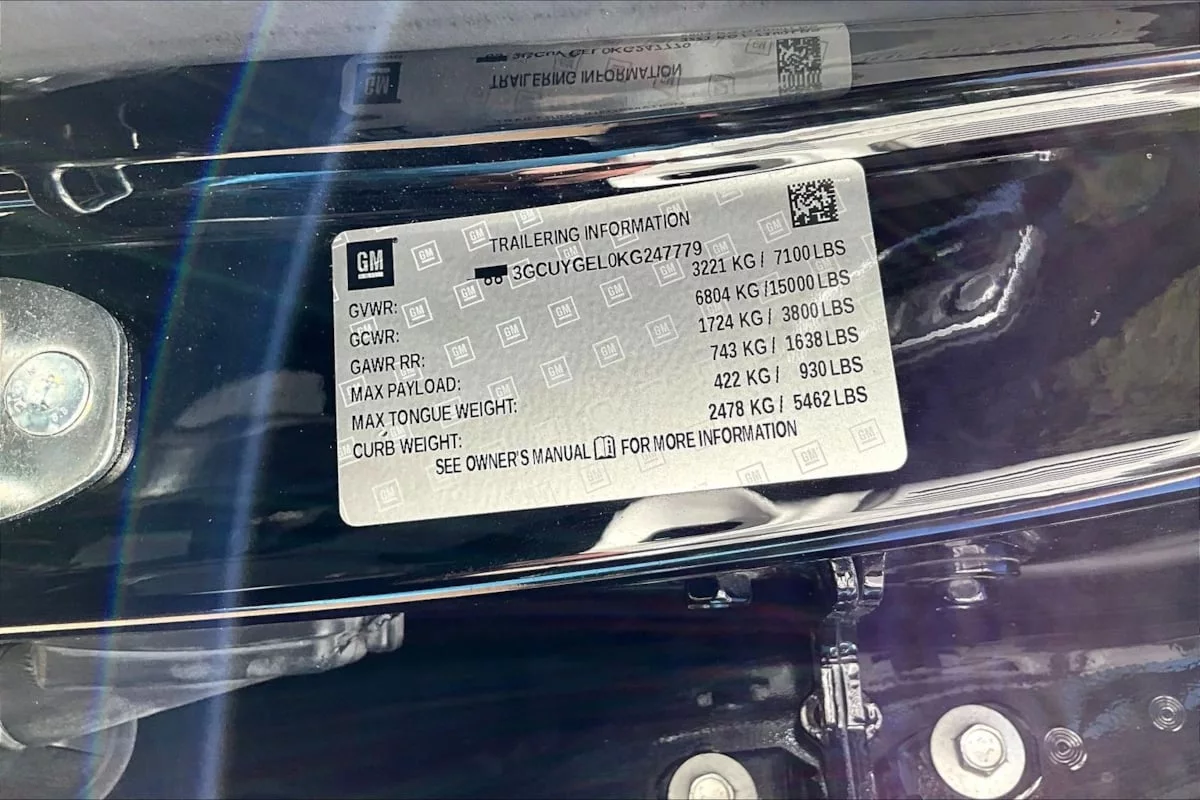 GM
TRAILERING INFORMATION
3GCUYGEL0KG247779
GVWR: 3221 KG / 7100 LBS
GCWR: 6804 KG /15000 LBS
GAWR RR: 1724 KG / 3800 LBS
MAX PAYLOAD: 743 KG / 1638 LBS
MAX TONGUE WEIGHT: 422 KG / 930 LBS
CURB WEIGHT: 2478 KG / 5462 LBS
SEE OWNER'S MANUAL FOR MORE INFORMATION